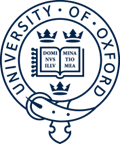 UNIVERSITY · OF · OXFORD
DOMI MINA
NVS TIO
ILLV MEA